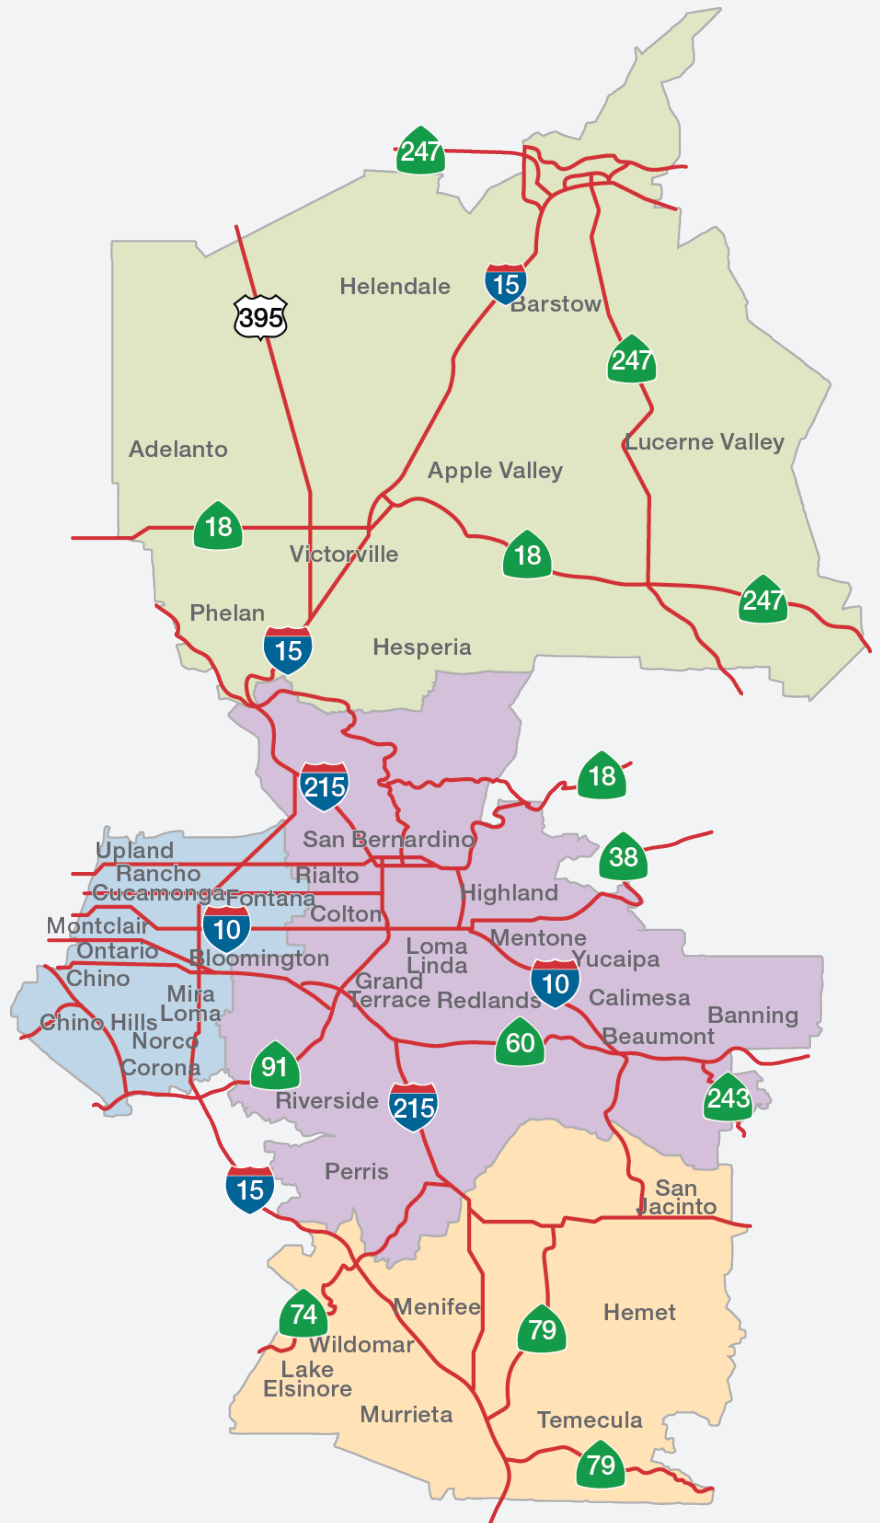 247
Helendale
15
Barstow
395
247
Adelanto
Lucerne Valley
Apple Valley
18
Victorville
18
247
Phelan
15
Hesperia
18
215
San Bernardino
38
Upland
Rancho
Cucamonga
Rialto
Fontana
Highland
Colton
Montclair
10
Ontario
Bloomington
Loma
Linda
Mentone
Yucaipa
Chino
Grand
Terrace
Redlands
10
Calimesa
Mira
Loma
Banning
Chino Hills
Norco
Beaumont
60
Corona
91
243
Riverside
215
Perris
15
San
Jacinto
74
Menifee
79
Hemet
Wildomar
Lake
Elsinore
Murrieta
Temecula
79